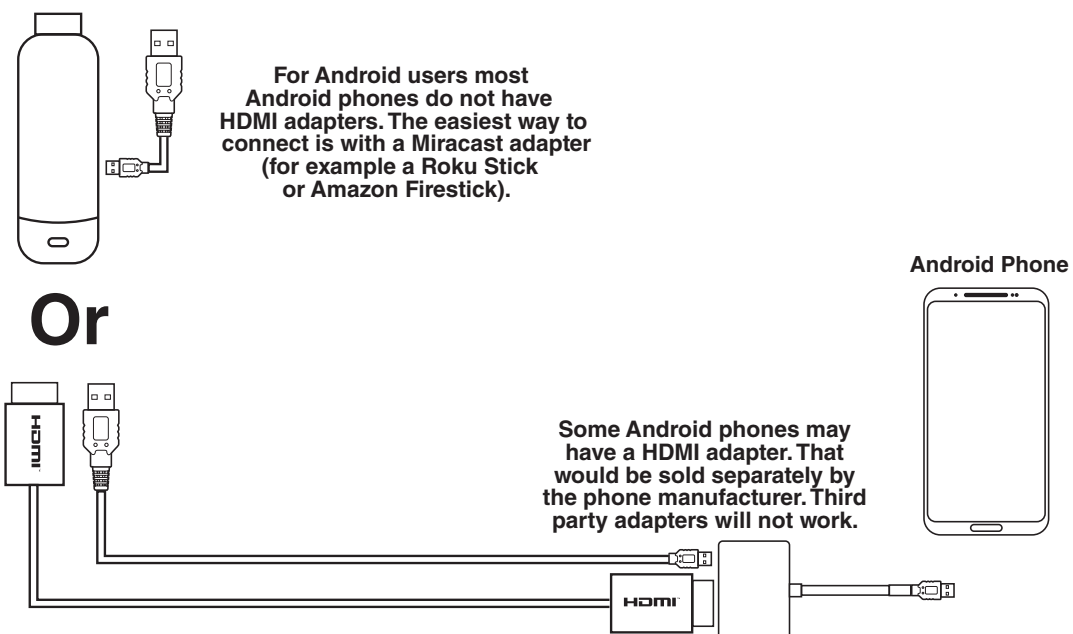 For Android users most
Android phones do not have
HDMI adapters. The easiest way to
connect is with a Miracast adapter
(for example a Roku Stick
or Amazon Firestick).
Android Phone
Or
HDMI
Some Android phones may
have a HDMI adapter. That
would be sold separately by
the phone manufacturer. Third
party adapters will not work.
HDMI